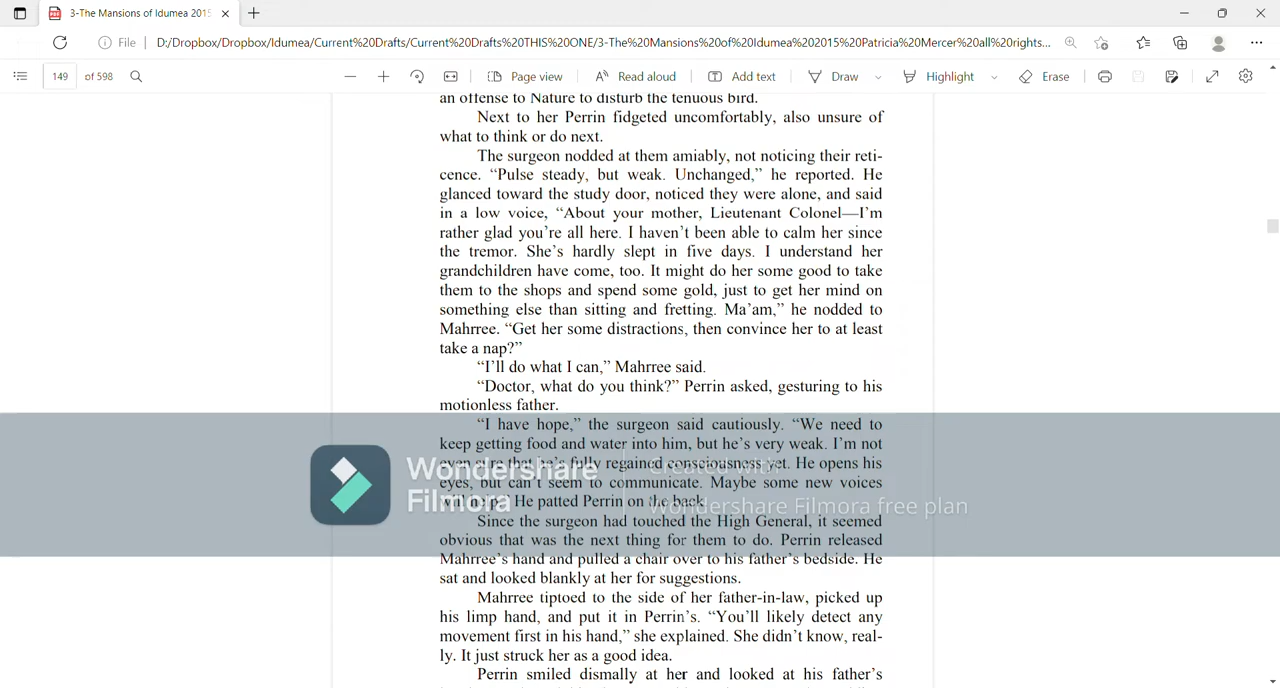 3-The Mansions of Idumea 2015
File
D:/Dropbox/Dropbox/Idumea/Current%20Drafts/Current%20Drafts%20THIS%20ONE/3-The%20Mansions%20of%20Idumea%202015%20Patricia%20Mercer%20all%20rights...
149 of 598
Page view
Read aloud
Add text
Draw
Highlight
Erase
an offense to Nature to disturb the tenuous bird.
Next to her Perrin fidgeted uncomfortably, also unsure of
what to think or do next.
The surgeon nodded at them amiably, not noticing their reti-
cence. “Pulse steady, but weak. Unchanged,” he reported. He
glanced toward the study door, noticed they were alone, and said
in a low voice, “About your mother, Lieutenant Colonel—I’m
rather glad you’re all here. I haven’t been able to calm her since
the tremor. She’s hardly slept in five days. I understand her
grandchildren have come, too. It might do her some good to take
them to the shops and spend some gold, just to get her mind on
something else than sitting and fretting. Ma’am,” he nodded to
Mahrree. “Get her some distractions, then convince her to at least
take a nap?”
“I’ll do what I can,” Mahrree said.
“Doctor, what do you think?” Perrin asked, gesturing to his
motionless father.
“I have hope,” the surgeon said cautiously. “We need to
keep getting food and water into him, but he’s very weak. I’m not
even sure that he’s fully regained consciousness yet. He opens his
eyes, but can’t seem to communicate. Maybe some new voices
He patted Perrin on the back.
Wondershare
Filmora
Created with
Wondershare Filmora free plan
Since the surgeon had touched the High General, it seemed
obvious that was the next thing for them to do. Perrin released
Mahrree’s hand and pulled a chair over to his father’s bedside. He
sat and looked blankly at her for suggestions.
Mahrree tiptoed to the side of her father-in-law, picked up
his limp hand, and put it in Perrin’s. “You’ll likely detect any
movement first in his hand,” she explained. She didn’t know, real-
ly. It just struck her as a good idea.
Perrin smiled dismally at her and looked at his father’s